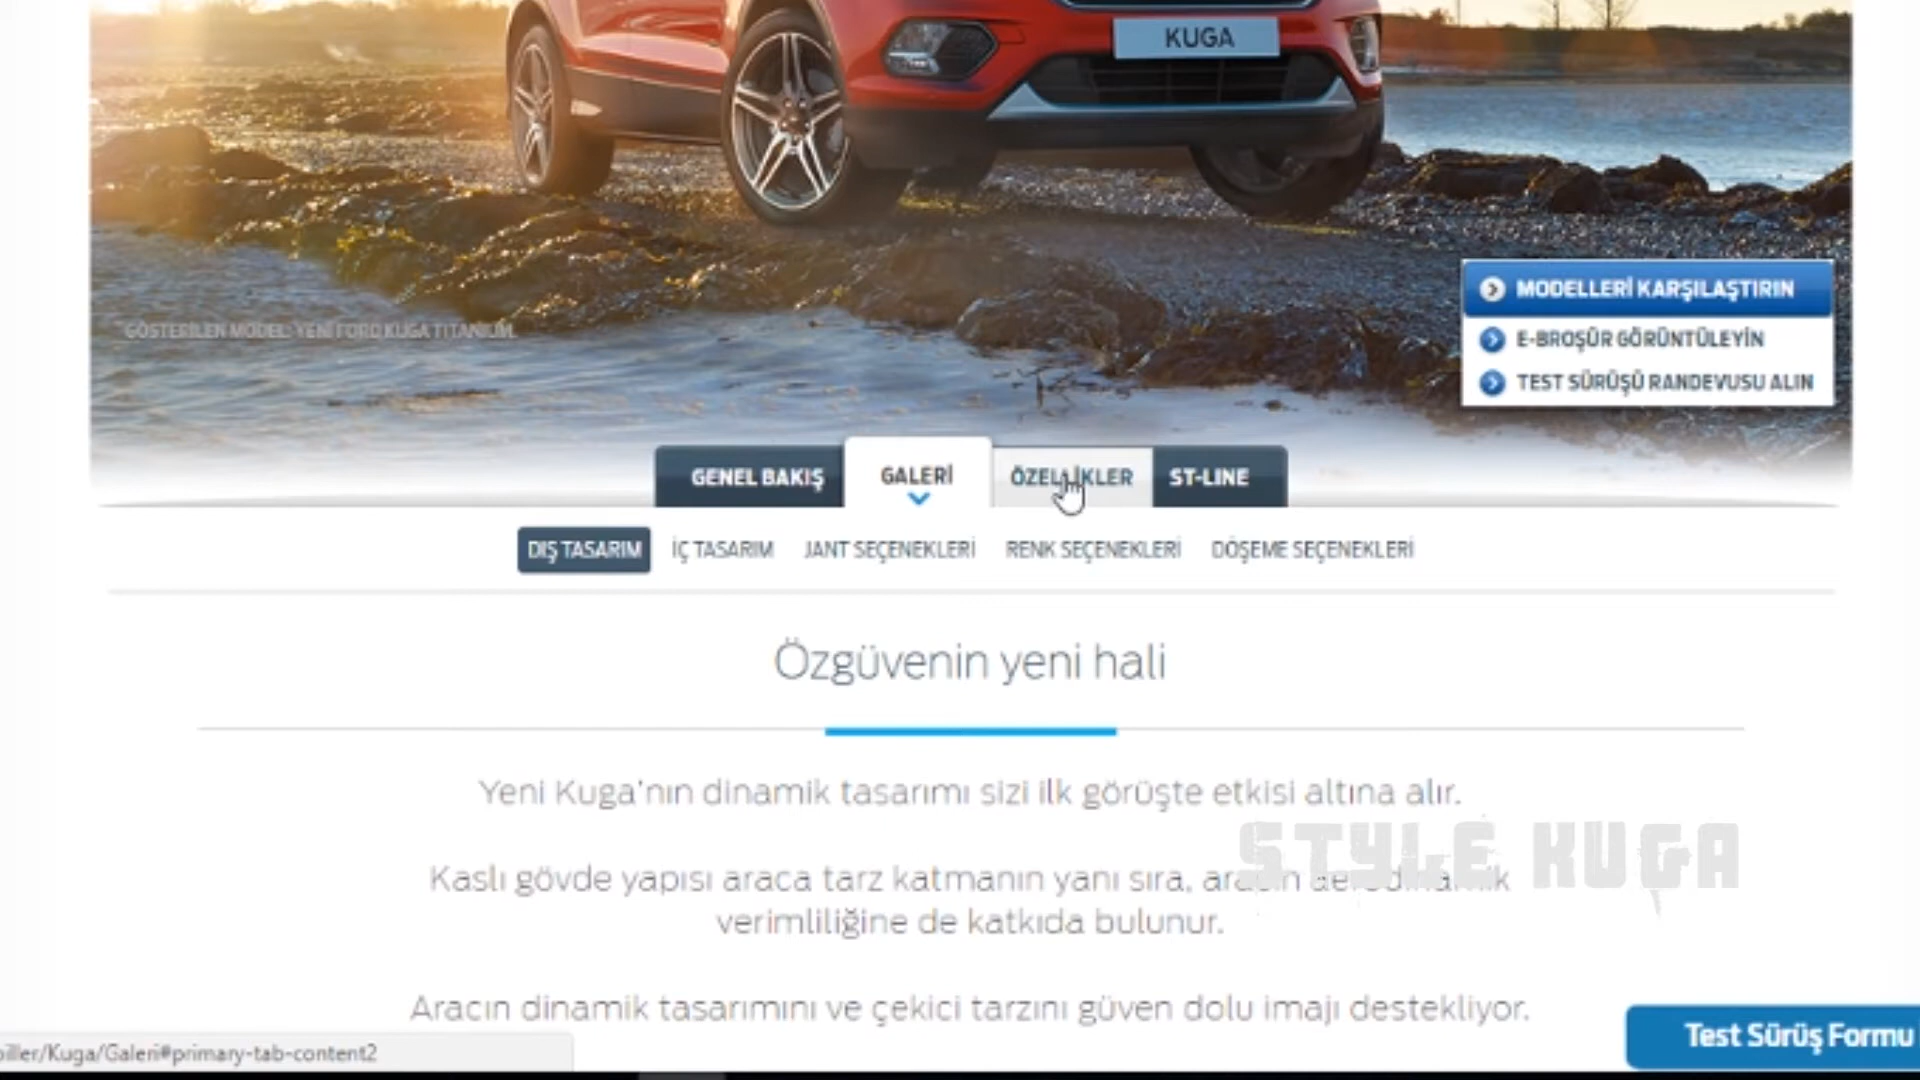 KUGA
MODELLERİ KARŞILAŞTIRIN
E-BROŞÜR GÖRÜNTÜLEYİN
TEST SÜRÜŞÜ RANDEVUSU ALIN
GÖSTERİLEN MODEL: YENİ FORD KUGA TITANIUM.
GENEL BAKIŞ GALERİ ÖZELLİKLER ST-LINE
DIŞ TASARIM İÇ TASARIM JANT SEÇENEKLERİ RENK SEÇENEKLERİ DÖŞEME SEÇENEKLERİ
Özgüvenin yeni hali
Yeni Kuga'nın dinamik tasarımı sizi ilk görüşte etkisi altına alır.
STYLE KUGA
Kaslı gövde yapısı araca tarz katmanın yanı sıra, aracın aerodinamik
verimliliğine de katkıda bulunur.
Aracın dinamik tasarımını ve çekici tarzını güven dolu imajı destekliyor.
Test Sürüş Formu
iller/Kuga/Galeri#primary-tab-content2